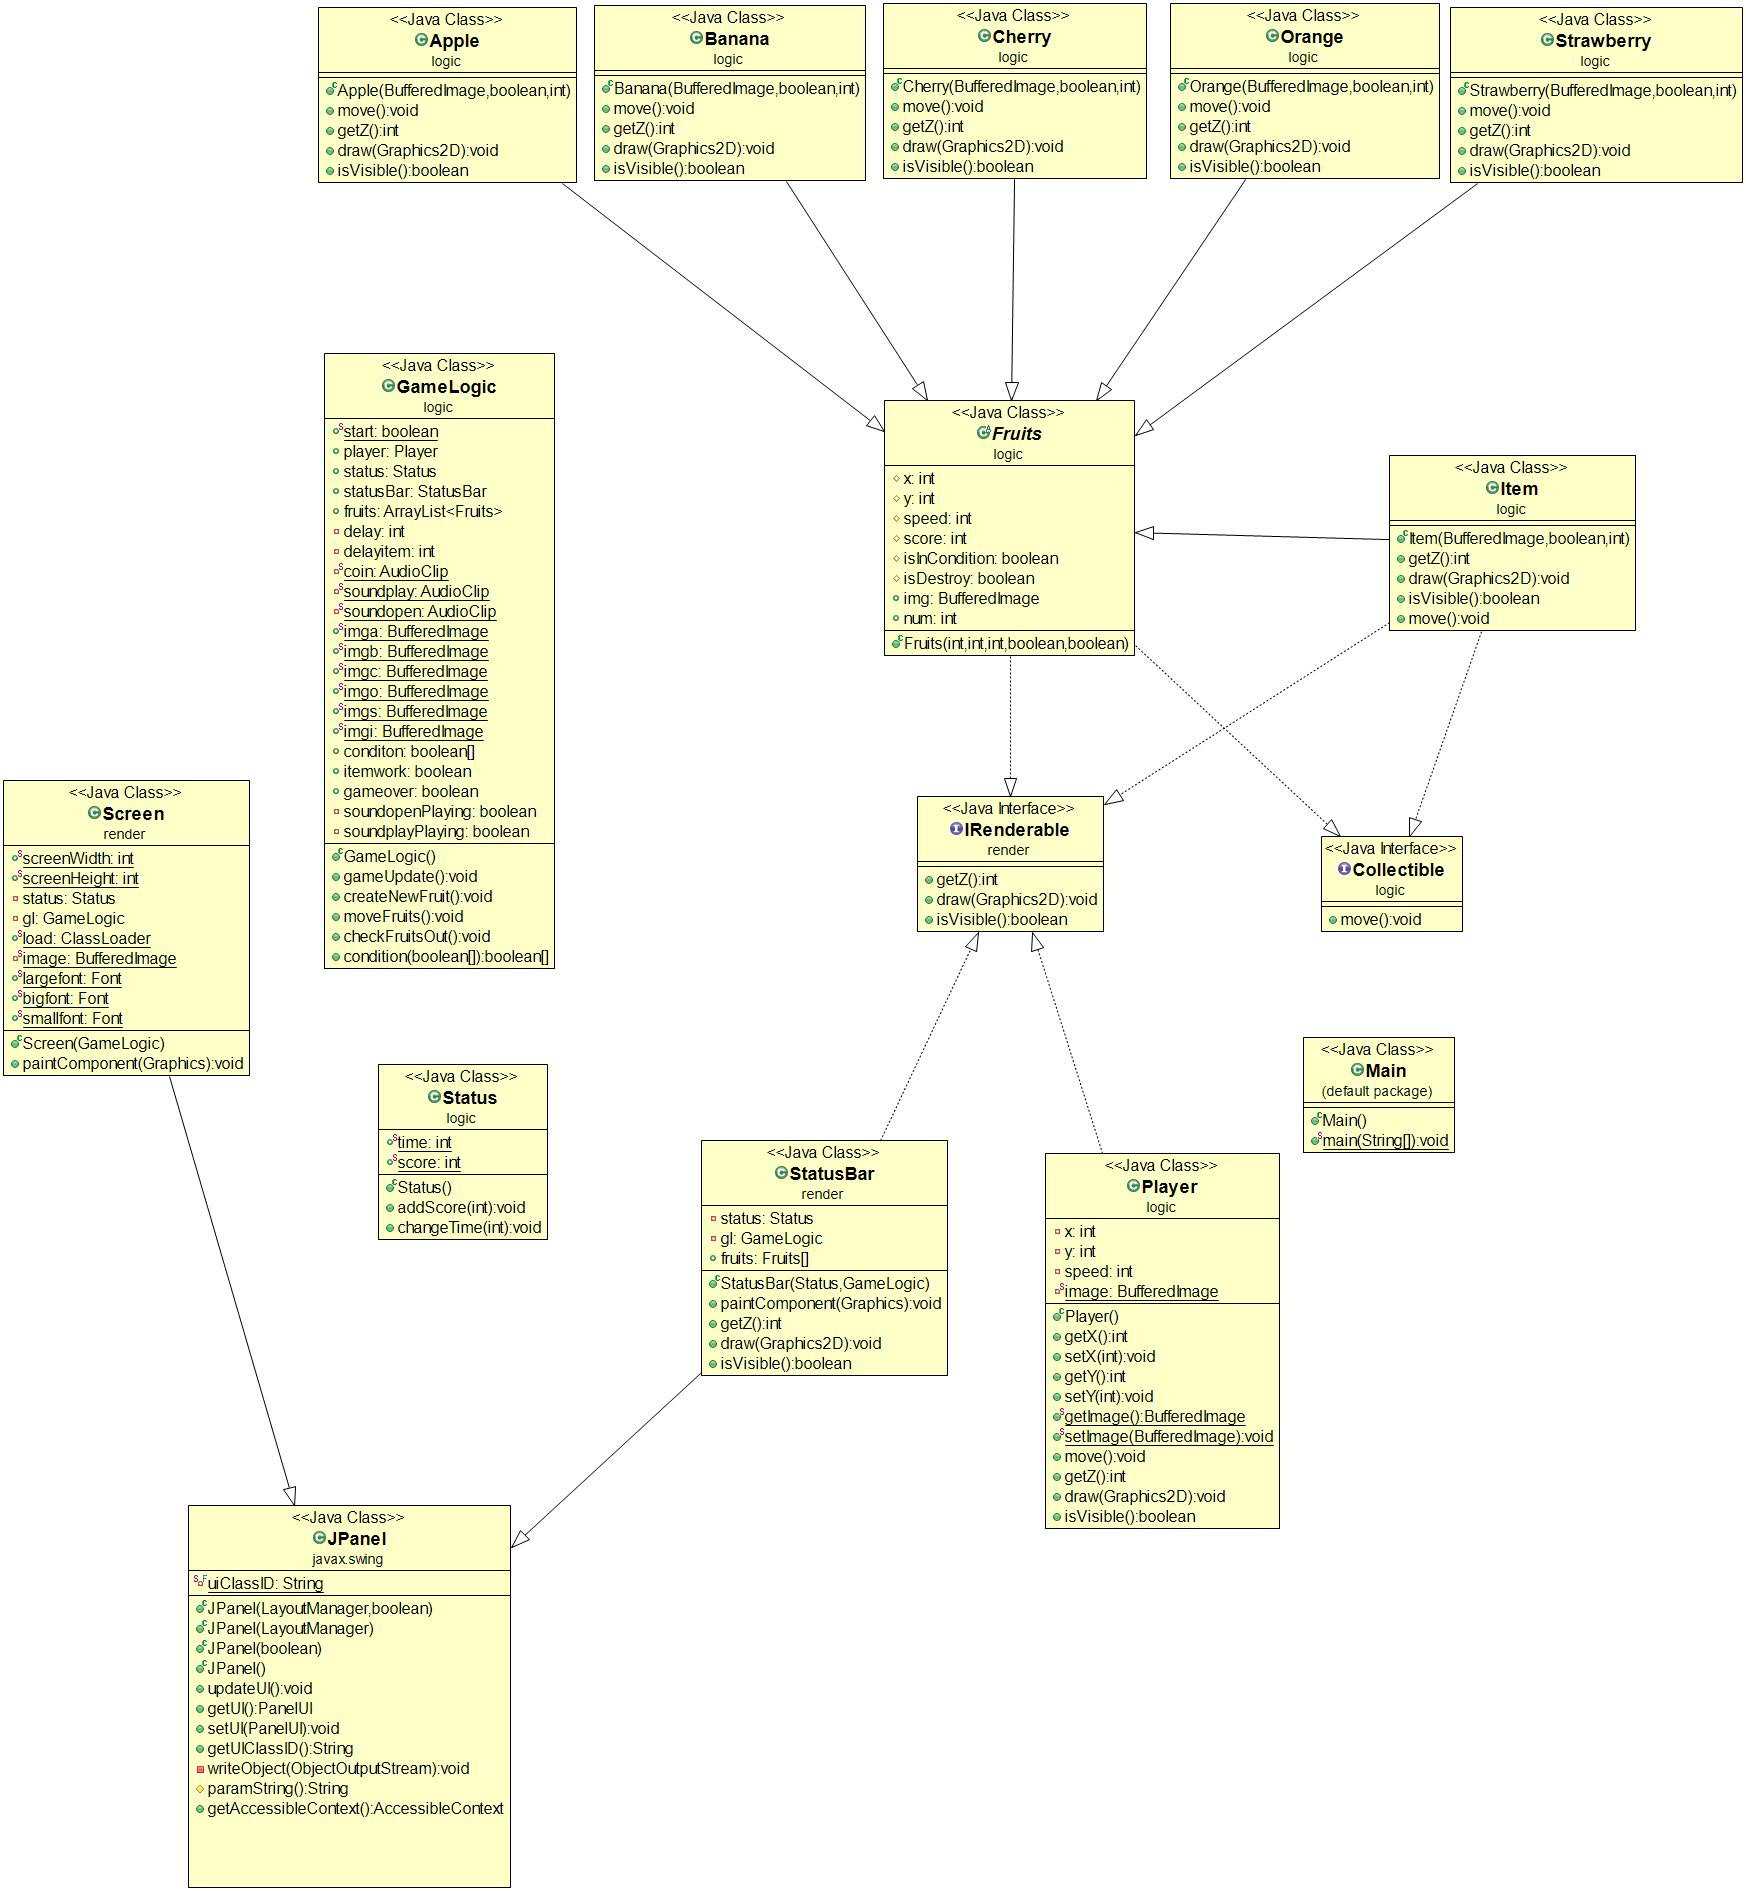 <<Java Class>>
Apple
logic
Apple(BufferedImage,boolean,int)
move():void
getZ():int
draw(Graphics2D):void
isVisible():boolean
<<Java Class>>
Banana
logic
Banana(BufferedImage,boolean,int)
move():void
getZ():int
draw(Graphics2D):void
isVisible():boolean
<<Java Class>>
Cherry
logic
Cherry(BufferedImage,boolean,int)
move():void
getZ():int
draw(Graphics2D):void
isVisible():boolean
<<Java Class>>
Orange
logic
Orange(BufferedImage,boolean,int)
move():void
getZ():int
draw(Graphics2D):void
isVisible():boolean
<<Java Class>>
Strawberry
logic
Strawberry(BufferedImage,boolean,int)
move():void
getZ():int
draw(Graphics2D):void
isVisible():boolean
<<Java Class>>
GameLogic
logic
start: boolean
player: Player
status: Status
statusBar: StatusBar
fruits: ArrayList<Fruits>
delay: int
delayitem: int
coin: AudioClip
soundplay: AudioClip
soundopen: AudioClip
imga: BufferedImage
imgb: BufferedImage
imgc: BufferedImage
imgo: BufferedImage
imgs: BufferedImage
imgi: BufferedImage
conditon: boolean[]
itemwork: boolean
gameover: boolean
soundopenPlaying: boolean
soundplayPlaying: boolean
GameLogic()
gameUpdate():void
createNewFruit():void
moveFruits():void
checkFruitsOut():void
condition(boolean[]):boolean[]
<<Java Class>>
Fruits
logic
x: int
y: int
speed: int
score: int
isInCondition: boolean
isDestroy: boolean
img: BufferedImage
num: int
Fruits(int,int,int,boolean,boolean)
<<Java Class>>
Item
logic
Item(BufferedImage,boolean,int)
getZ():int
draw(Graphics2D):void
isVisible():boolean
move():void
<<Java Class>>
Screen
render
screenWidth: int
screenHeight: int
status: Status
gl: GameLogic
load: ClassLoader
image: BufferedImage
largefont: Font
bigfont: Font
smallfont: Font
Screen(GameLogic)
paintComponent(Graphics):void
<<Java Interface>>
IRenderable
render
getZ():int
draw(Graphics2D):void
isVisible():boolean
<<Java Interface>>
Collectible
logic
move():void
<<Java Class>>
Status
logic
time: int
score: int
Status()
addScore(int):void
changeTime(int):void
<<Java Class>>
Main
(default package)
Main()
main(String[]):void
<<Java Class>>
StatusBar
render
status: Status
gl: GameLogic
fruits: Fruits[]
StatusBar(Status,GameLogic)
paintComponent(Graphics):void
getZ():int
draw(Graphics2D):void
isVisible():boolean
<<Java Class>>
Player
logic
x: int
y: int
speed: int
image: BufferedImage
Player()
getX():int
setX(int):void
getY():int
setY(int):void
getImage():BufferedImage
setImage(BufferedImage):void
move():void
getZ():int
draw(Graphics2D):void
isVisible():boolean
<<Java Class>>
JPanel
javax.swing
uiClassID: String
JPanel(LayoutManager,boolean)
JPanel(LayoutManager)
JPanel(boolean)
JPanel()
updateUI():void
getUI():PanelUI
setUI(PanelUI):void
getUIClassID():String
writeObject(ObjectOutputStream):void
paramString():String
getAccessibleContext():AccessibleContext